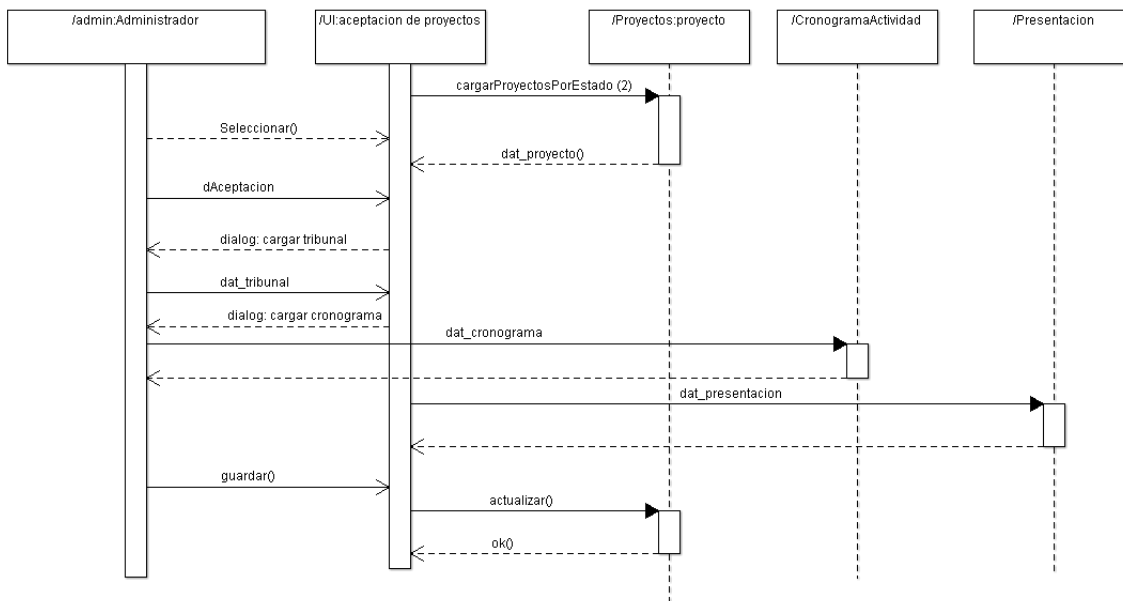 /admin:Administrador
/UI:aceptacion de proyectos
/Proyectos:proyecto
/CronogramaActividad
/Presentacion
cargarProyectosPorEstado (2)
Seleccionar()
dat_proyecto()
dAceptacion
dialog: cargar tribunal
dat_tribunal
dialog: cargar cronograma
dat_cronograma
dat_presentacion
guardar()
actualizar()
ok()